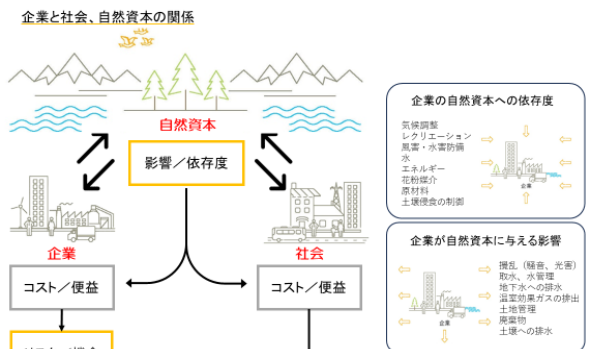 企業と社会、自然資本の関係
自然資本
影響／依存度
企業
社会
コスト／便益
コスト／便益
企業の自然資本への依存度
気候調整
レクリエーション
風害・水害防備
水
エネルギー
花粉媒介
原材料
土壌侵食の制御
企業
企業が自然資本に与える影響
撹乱（騒音、光害）
取水、水管理
地下水への排水
温室効果ガスの排出
土地管理
廃棄物
土壌への排水
企業